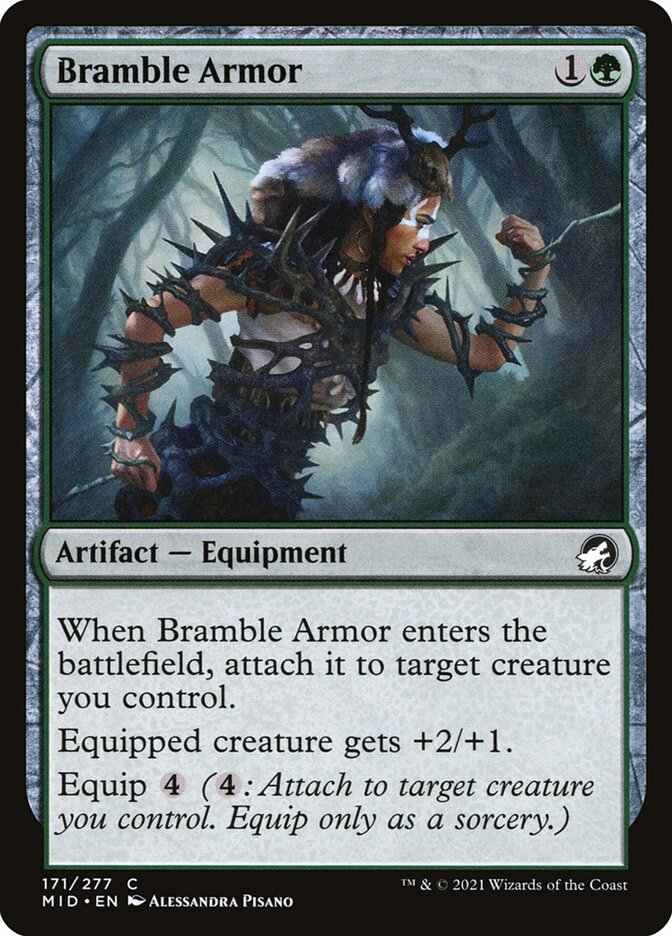 Bramble Armor 1
Artifact — Equipment
When Bramble Armor enters the
battlefield, attach it to target creature
you control.
Equipped creature gets +2/+1.
Equip 4 (4: Attach to target creature
you control. Equip only as a sorcery.)
171/277 C ™ & © 2021 Wizards of the Coast
MID • EN Alessandra Pisano